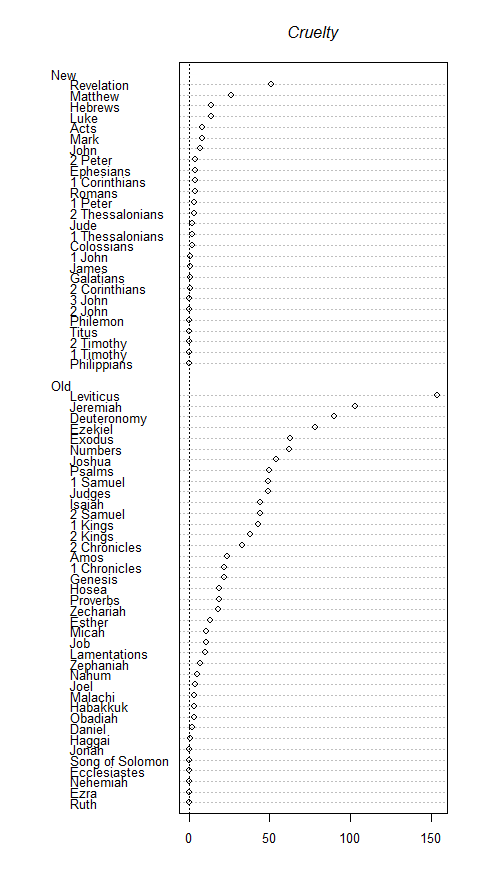 Cruelty
New
Revelation
Matthew
Hebrews
Luke
Acts
Mark
John
2 Peter
Ephesians
1 Corinthians
Romans
1 Peter
2 Thessalonians
Jude
1 Thessalonians
Colossians
1 John
James
Galatians
2 Corinthians
3 John
2 John
Philemon
Titus
2 Timothy
1 Timothy
Philippians
Old
Leviticus
Jeremiah
Deuteronomy
Ezekiel
Exodus
Numbers
Joshua
Psalms
1 Samuel
Judges
Isaiah
2 Samuel
1 Kings
2 Kings
2 Chronicles
Amos
1 Chronicles
Genesis
Hosea
Proverbs
Zechariah
Esther
Micah
Job
Lamentations
Zephaniah
Nahum
Joel
Malachi
Habakkuk
Obadiah
Daniel
Haggai
Jonah
Song of Solomon
Ecclesiastes
Nehemiah
Ezra
Ruth
0 50 100 150